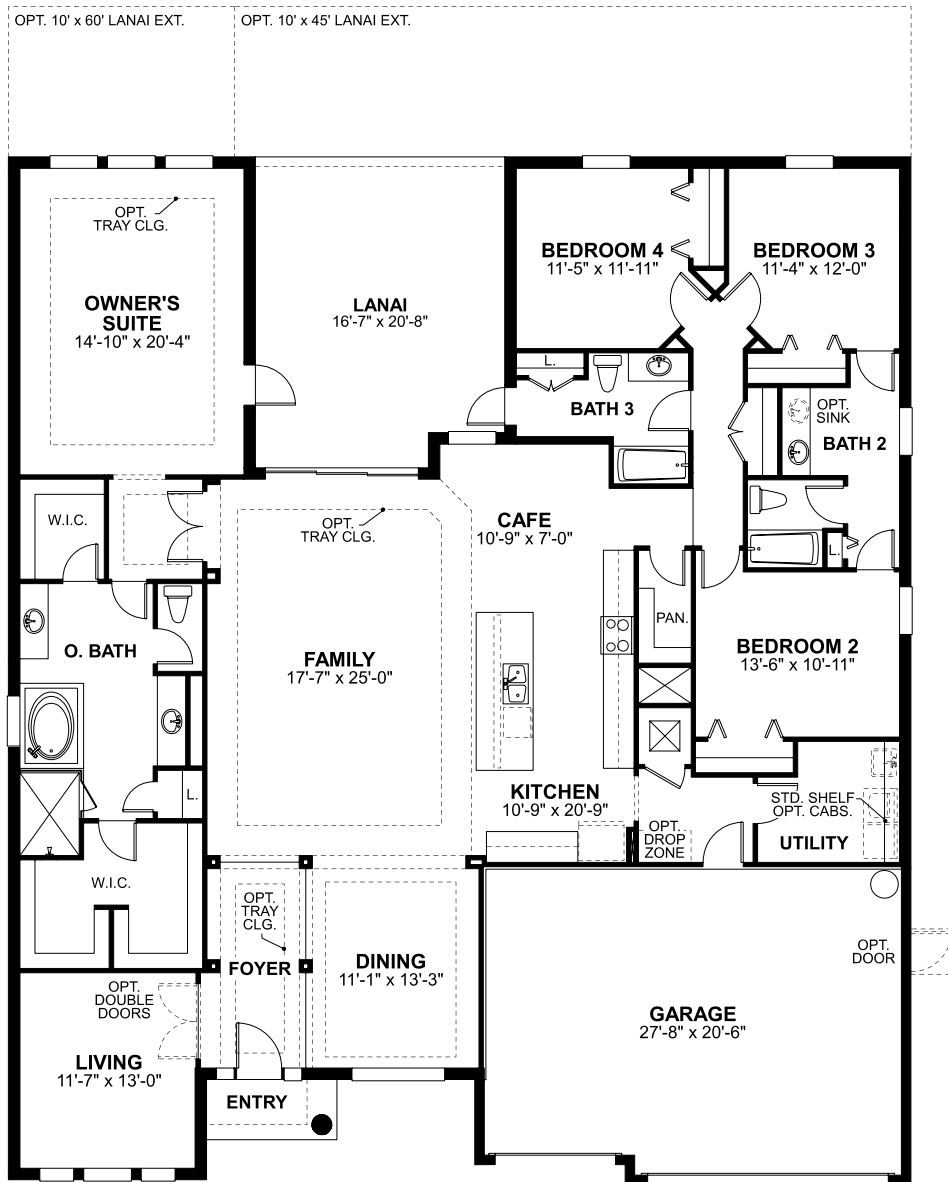 OPT. 10' x 60' LANAI EXT.
OPT. 10' x 45' LANAI EXT.
OPT.
TRAY CLG.
OWNER'S
SUITE
14'-10" x 20'-4"
LANAI
16'-7" x 20'-8"
BEDROOM 4
11'-5" x 11'-11"
BEDROOM 3
11'-4" x 12'-0"
L.
BATH 3
OPT.
SINK
BATH 2
W.I.C.
OPT.
TRAY CLG.
CAFE
10'-9" x 7'-0"
L.
O. BATH
FAMILY
17'-7" x 25'-0"
PAN.
BEDROOM 2
13'-6" x 10'-11"
L.
KITCHEN
10'-9" x 20'-9"
OPT.
DROP
ZONE
STD. SHELF
OPT. CABS.
UTILITY
W.I.C.
OPT.
TRAY
CLG.
FOYER
DINING
11'-1" x 13'-3"
OPT.
DOOR
OPT.
DOUBLE
DOORS
GARAGE
27'-8" x 20'-6"
LIVING
11'-7" x 13'-0"
ENTRY